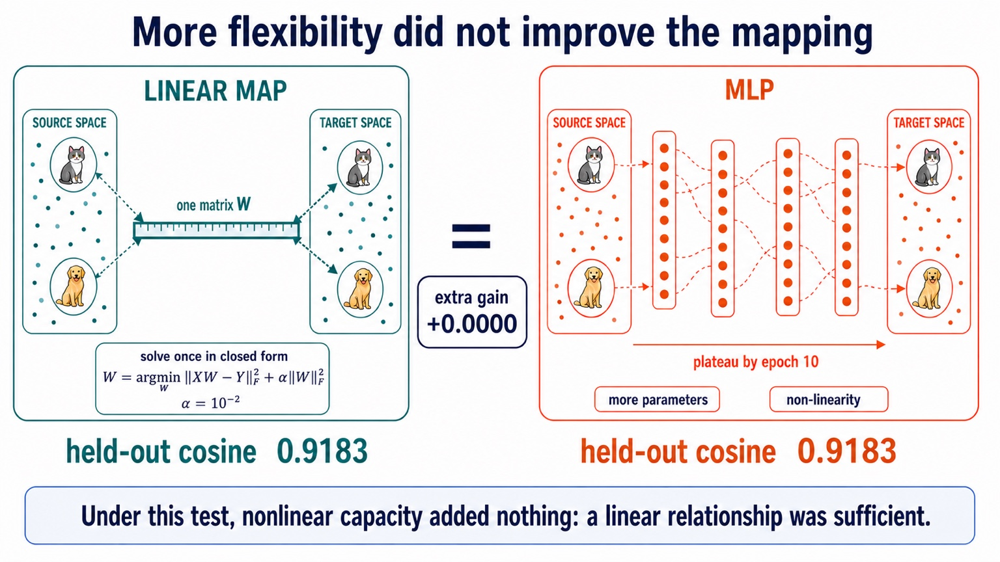 More flexibility did not improve the mapping
LINEAR MAP
SOURCE SPACE
TARGET SPACE
one matrix W
solve once in closed form
W = argmin_W ||XW − Y||²_F + α||W||²_F
α = 10⁻²
held-out cosine 0.9183
=
extra gain
+0.0000
MLP
SOURCE SPACE
TARGET SPACE
plateau by epoch 10
more parameters
non-linearity
held-out cosine 0.9183
Under this test, nonlinear capacity added nothing: a linear relationship was sufficient.